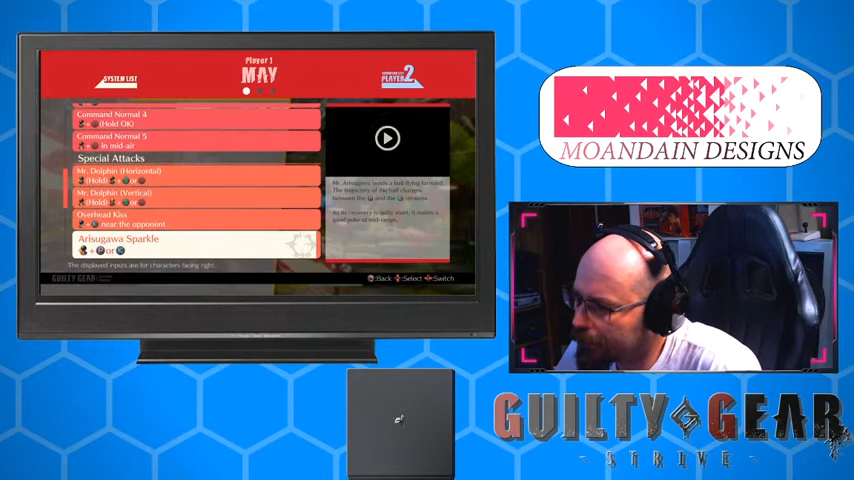 SYSTEM LIST
Player 1
MAY
COMMAND LIST
PLAYER 2
Command Normal 4
(Hold OK)
Command Normal 5
in mid-air
Special Attacks
Mr. Dolphin (Horizontal)
(Hold) + or
Mr. Dolphin (Vertical)
(Hold) + or
Overhead Kiss
+ near the opponent
Arisugawa Sparkle
+ P or K
The displayed inputs are for characters facing right.
Mr. Arisugawa sends a ball flying forward.
The trajectory of the ball changes
between the P and the K versions.
As its recovery is quite short, it makes a
good poke at mid-range.
GUILTY GEAR
:Back :Select :Switch
MOANDAIN DESIGNS
GUILTY GEAR
- STRIVE -